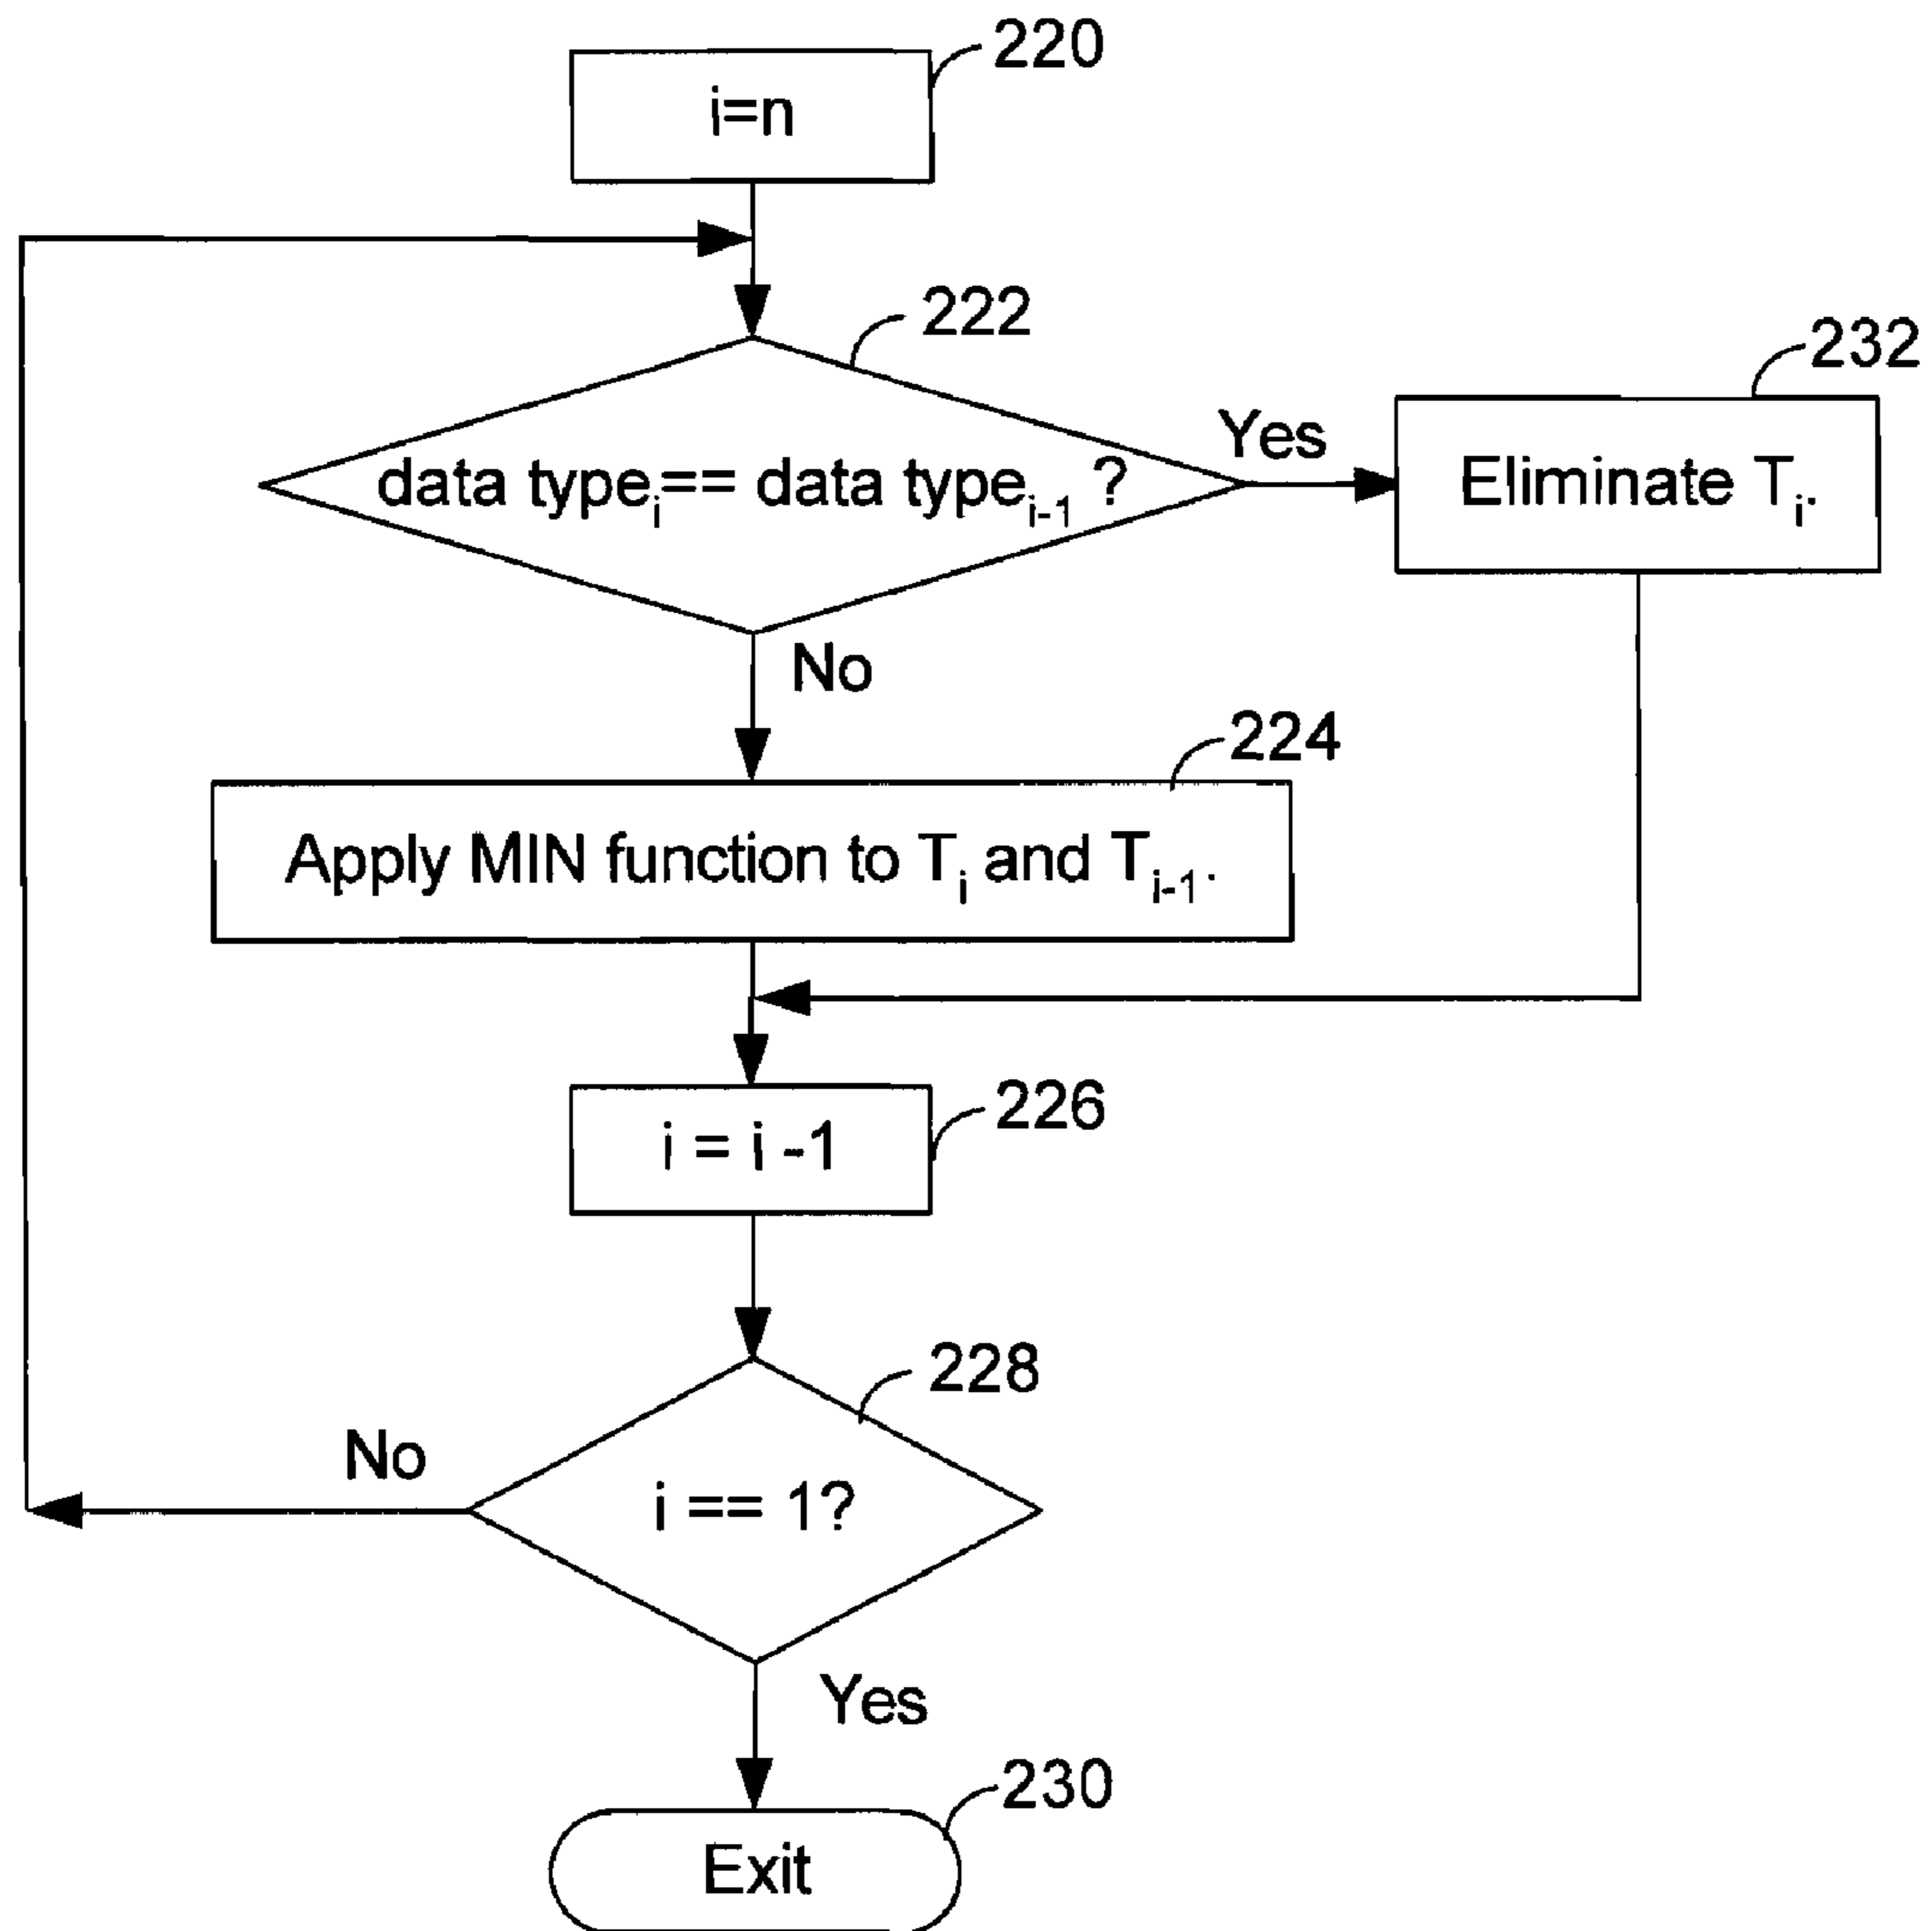 220
i=n
222
232
Yes
data typeᵢ== data typeᵢ₋₁ ?
Eliminate Tᵢ.
No
224
Apply MIN function to Tᵢ and Tᵢ₋₁.
226
i = i -1
228
No
i == 1?
Yes
230
Exit